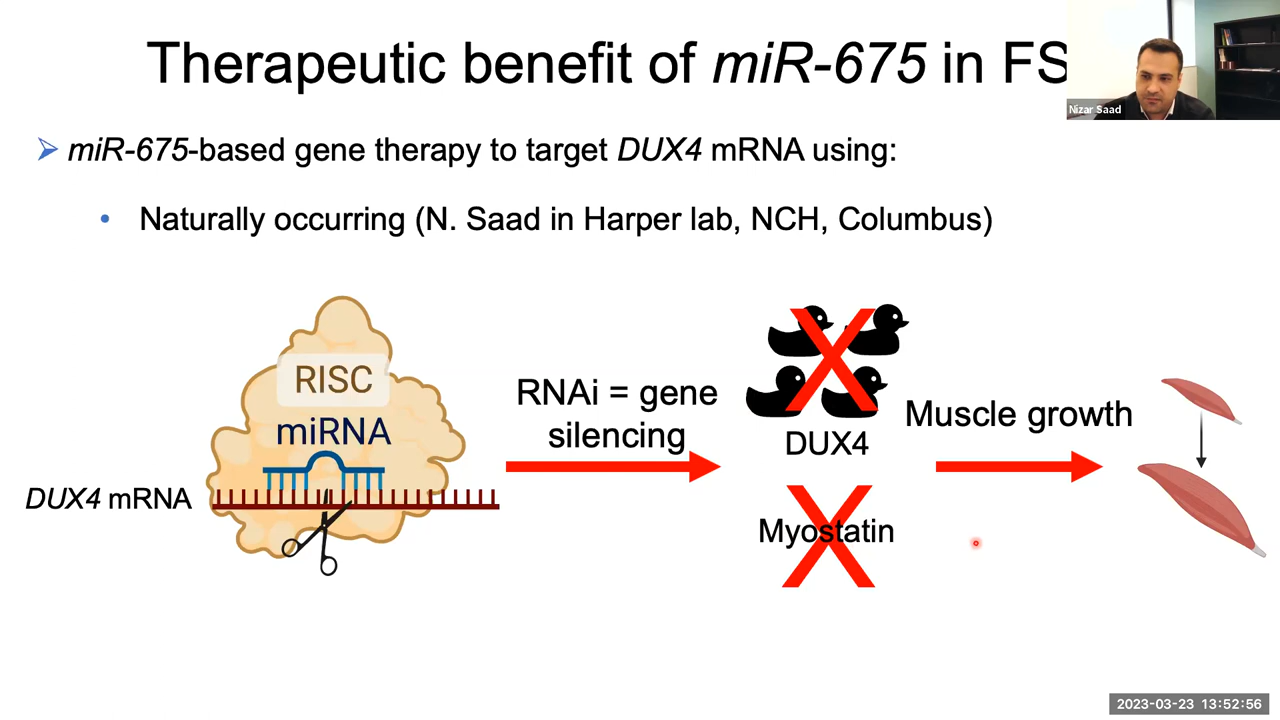 Therapeutic benefit of miR-675 in FS
Nizar Saad
miR-675-based gene therapy to target DUX4 mRNA using:
Naturally occurring (N. Saad in Harper lab, NCH, Columbus)
RISC
miRNA
DUX4 mRNA
RNAi = gene
silencing
DUX4
Myostatin
Muscle growth
2023-03-23 13:52:56